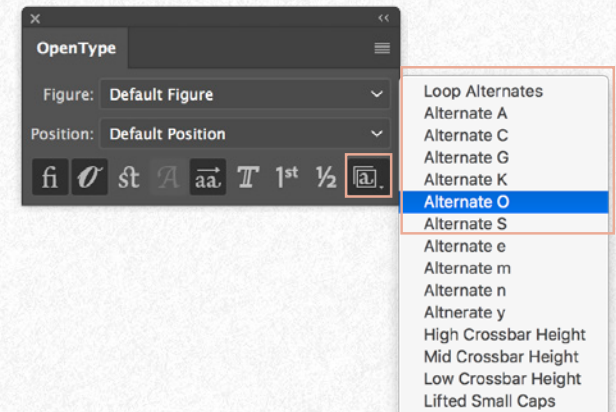 OpenType
Figure: Default Figure
Position: Default Position
fi O st A aa T 1st ½ a
Loop Alternates
Alternate A
Alternate C
Alternate G
Alternate K
Alternate O
Alternate S
Alternate e
Alternate m
Alternate n
Altnerate y
High Crossbar Height
Mid Crossbar Height
Low Crossbar Height
Lifted Small Caps